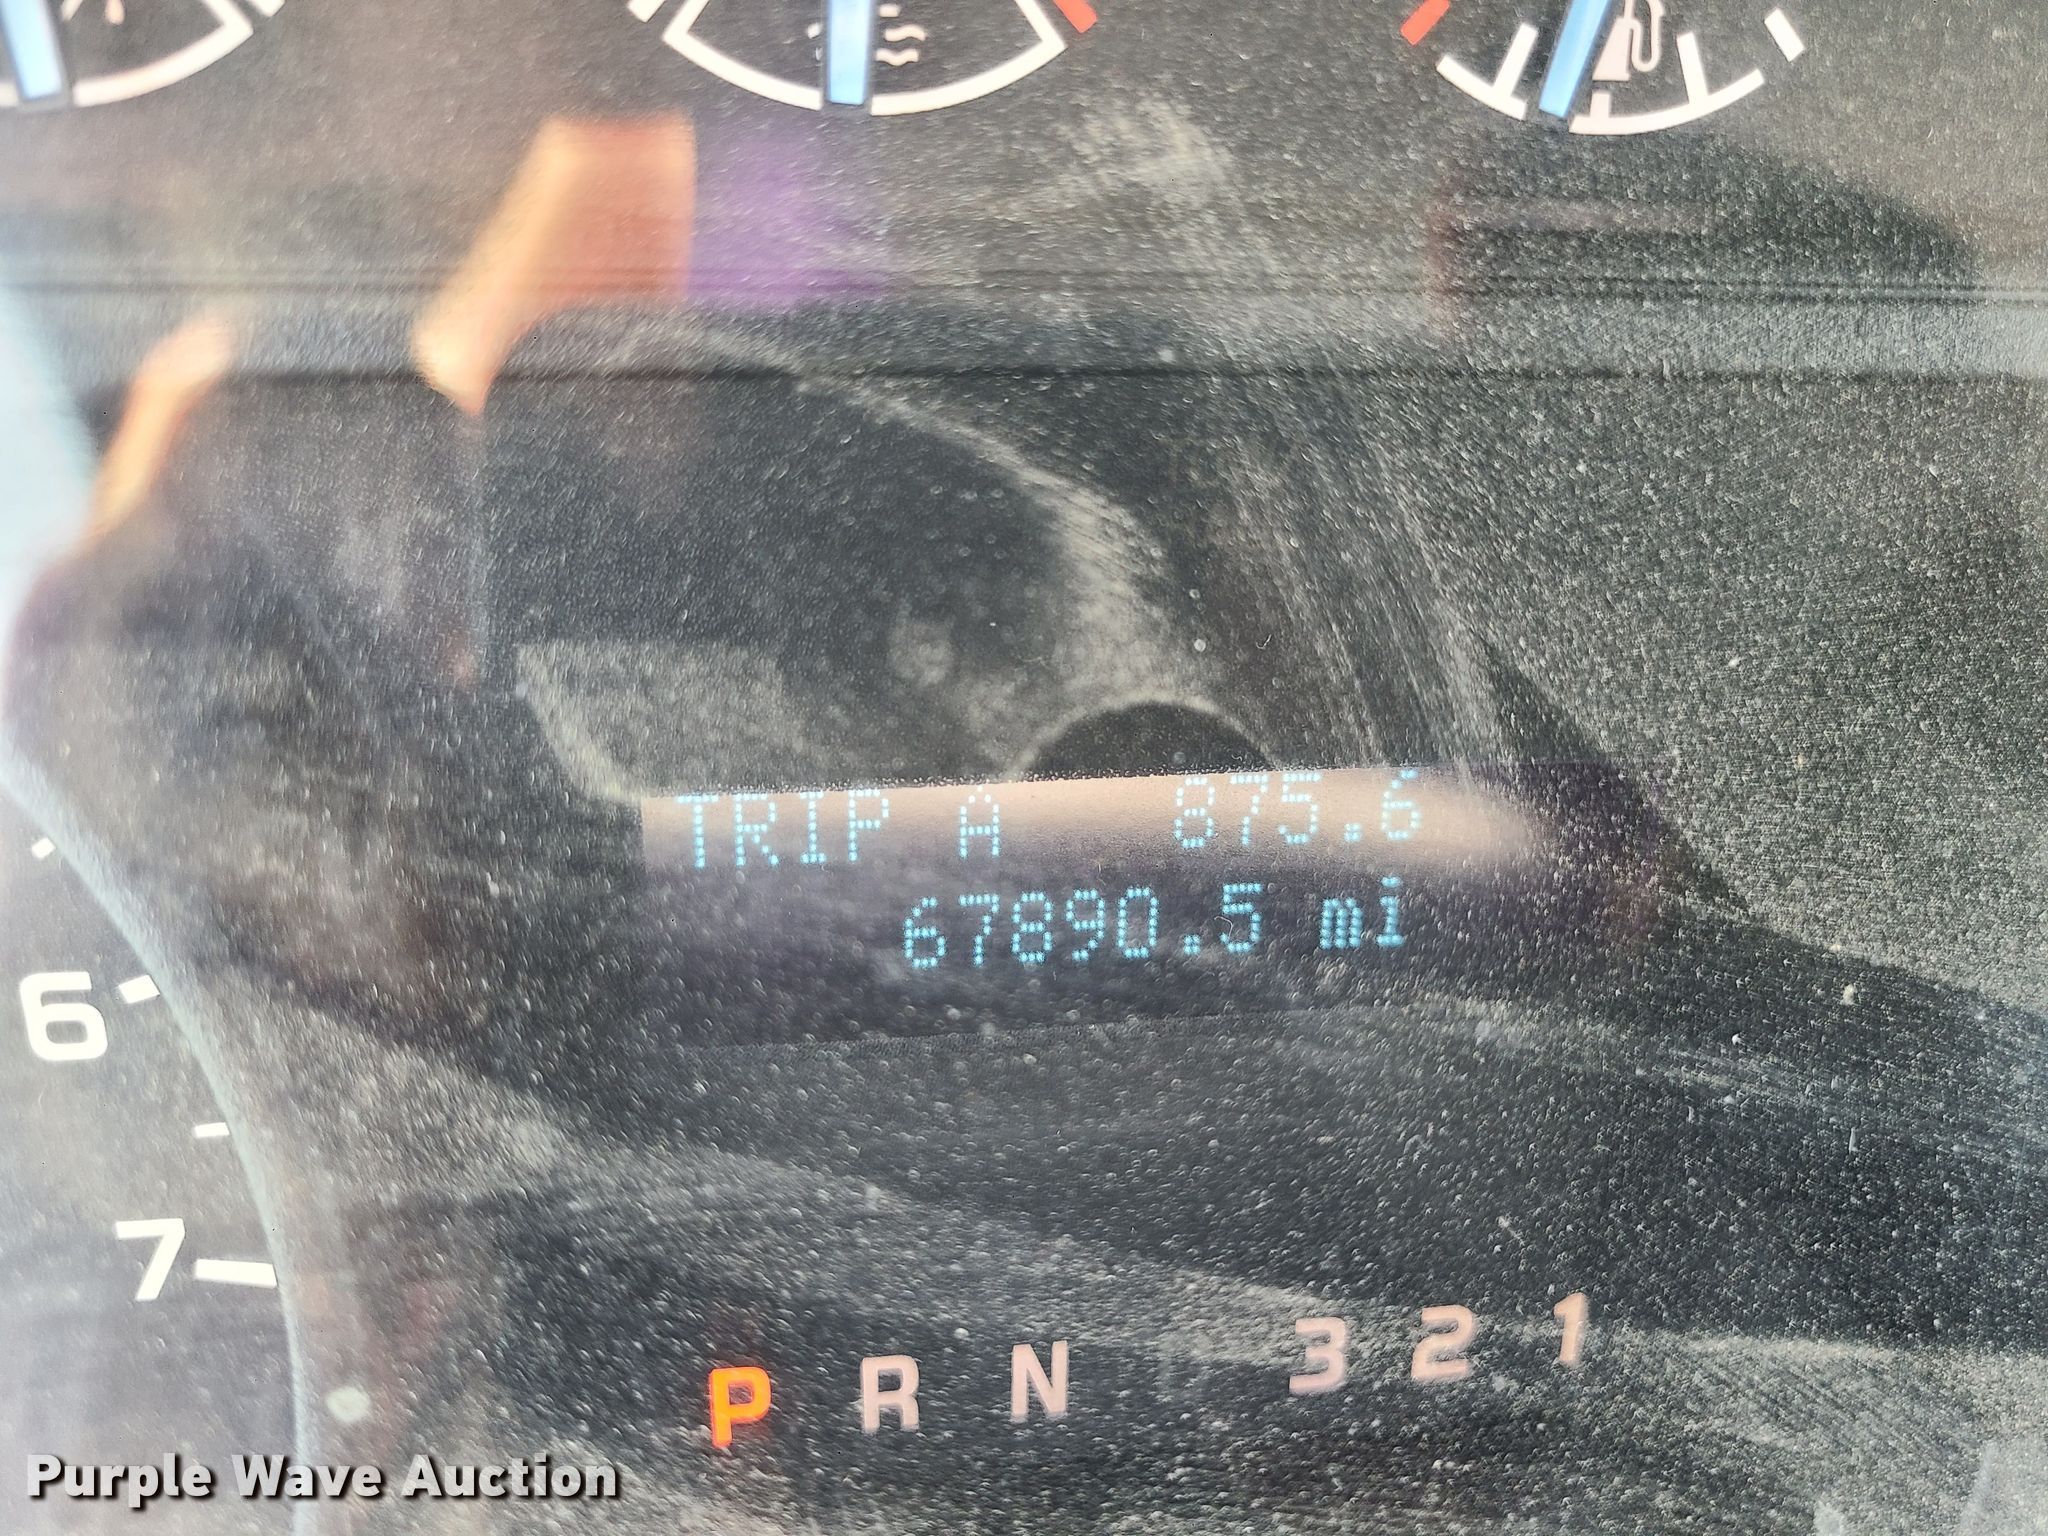 TRIP A 875.6
67890.5 mi
6
7
P R N 3 2 1
Purple Wave Auction